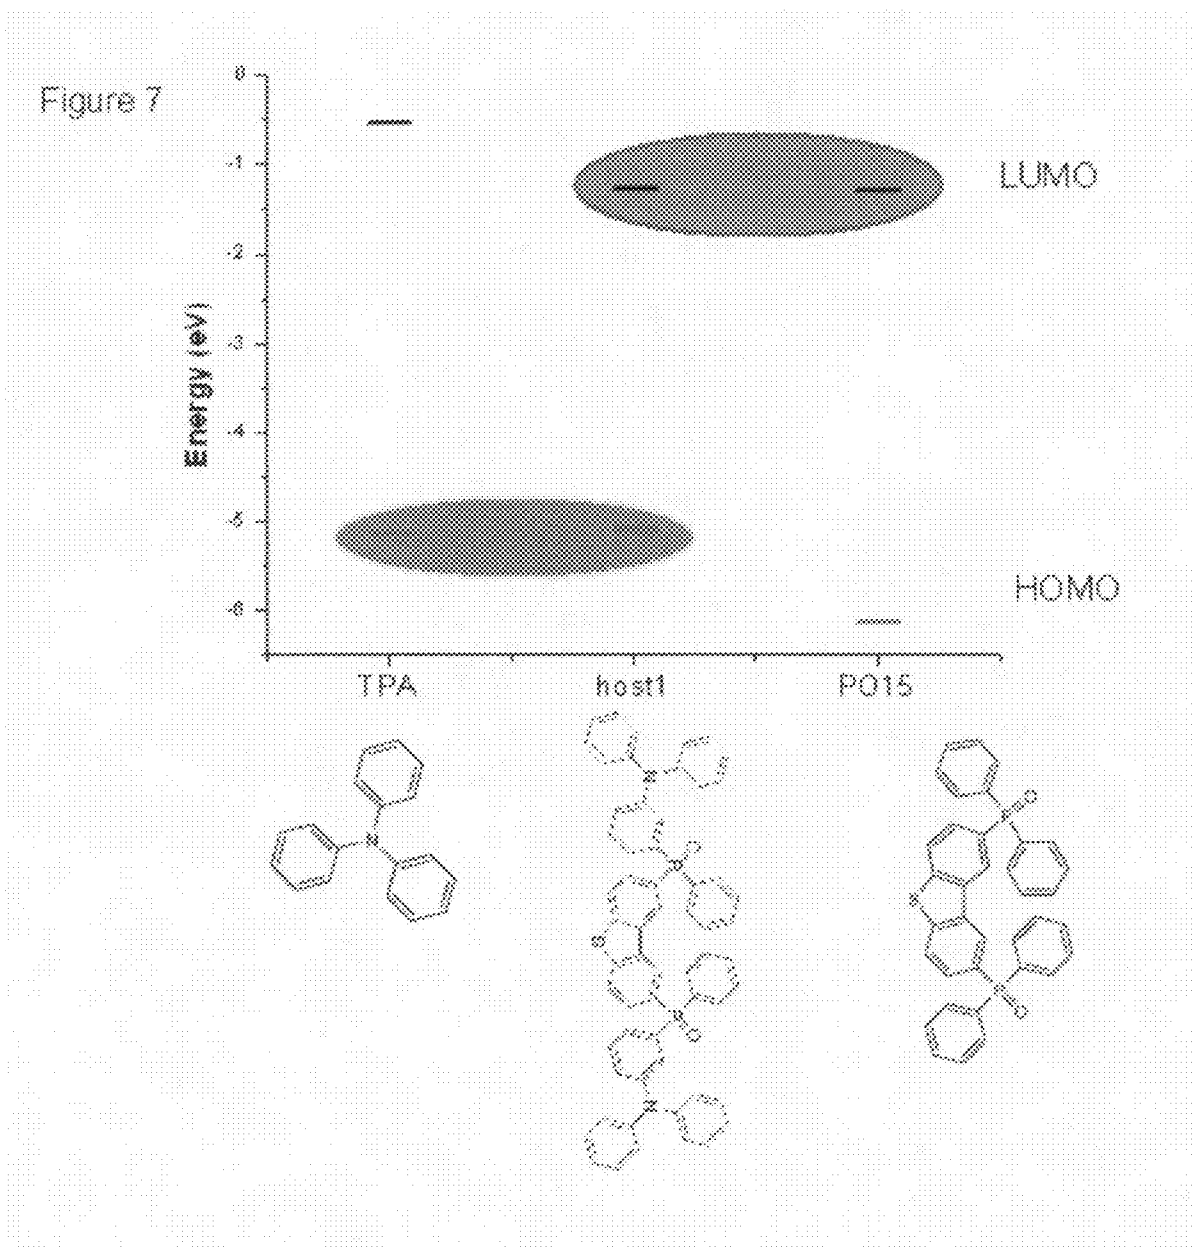 Figure 7
Energy (eV)
0
-1
-2
-3
-4
-5
-6
LUMO
HOMO
TPA host1 PO15
N
N
P
O
S
P
O
N
P
O
S
P
O